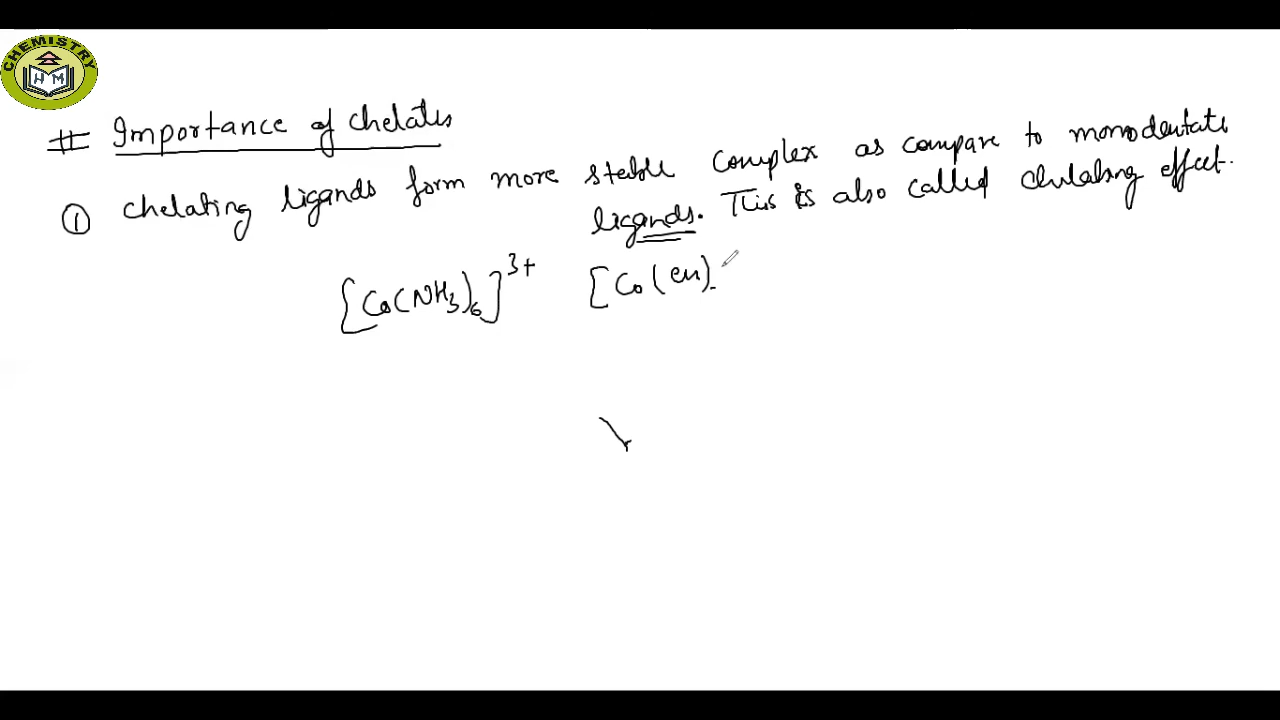 CHEMISTRY
H M
# Importance of chelates
① chelating ligands form more stable complex as compare to monodentate
ligands. This is also called chelating effect.
[Co(NH3)6]3+ [Co(en)